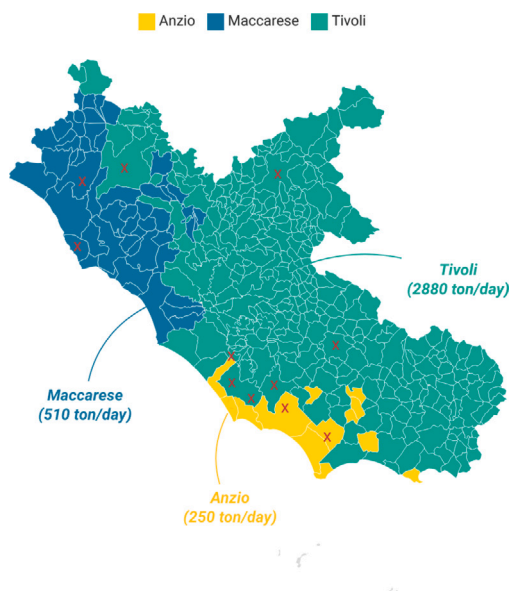 Anzio Maccarese Tivoli
X
X
X
X
Tivoli
(2880 ton/day)
X
X
X
X
X
X
Maccarese
(510 ton/day)
X
Anzio
(250 ton/day)